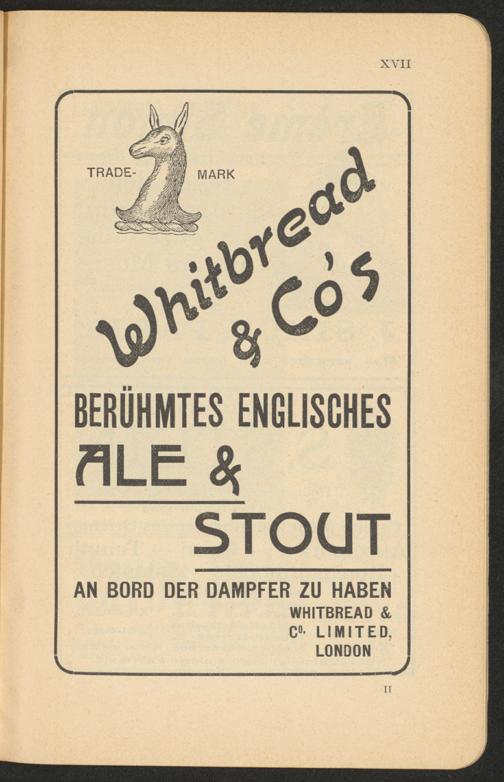 XVII
TRADE- MARK
Whitbread
& Co's
BERÜHMTES ENGLISCHES
ALE &
STOUT
AN BORD DER DAMPFER ZU HABEN
WHITBREAD &
Co. LIMITED,
LONDON
II